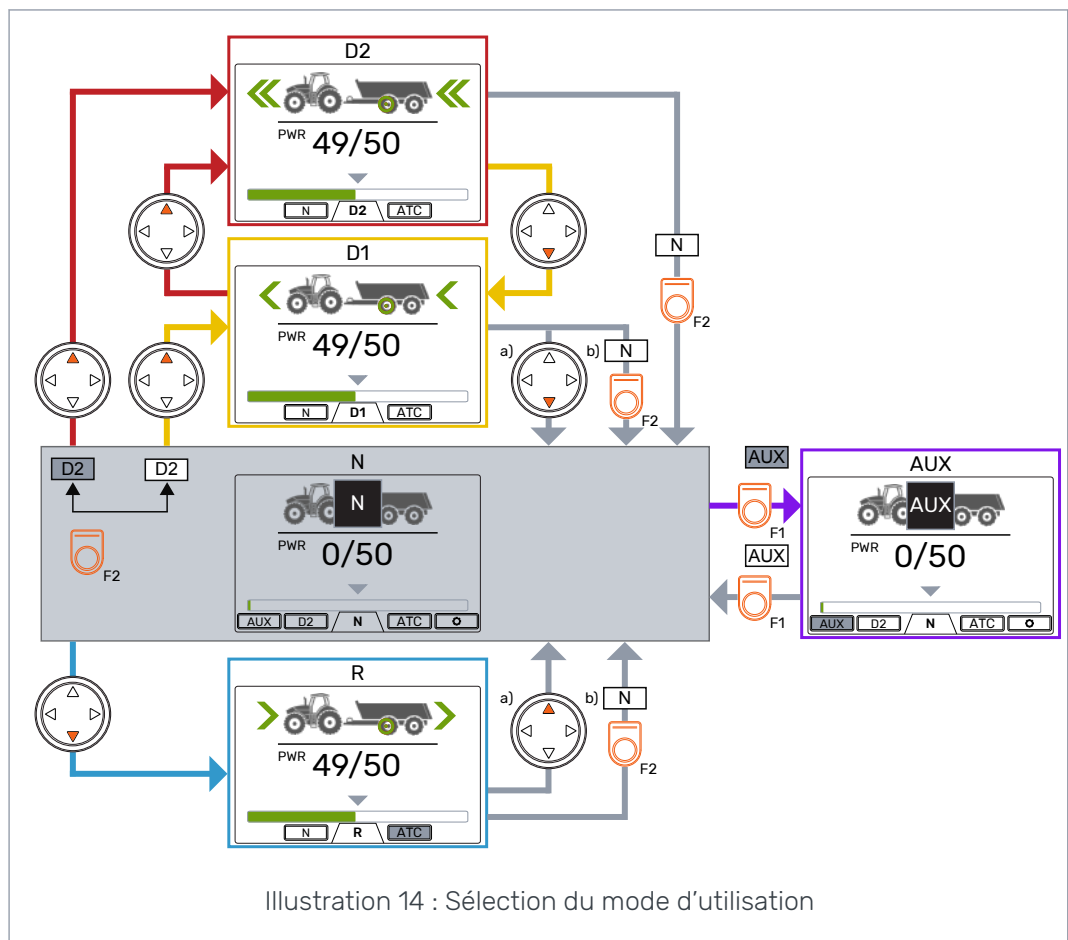 D2
PWR 49/50
N D2 ATC
D1
PWR 49/50
N D1 ATC
N
F2
a)
b) N
F2
D2 D2
F2
N
N
PWR 0/50
AUX D2 N ATC
AUX
F1
AUX
F1
AUX
AUX
PWR 0/50
AUX D2 N ATC
R
PWR 49/50
N R ATC
a)
b) N
F2
Illustration 14 : Sélection du mode d'utilisation